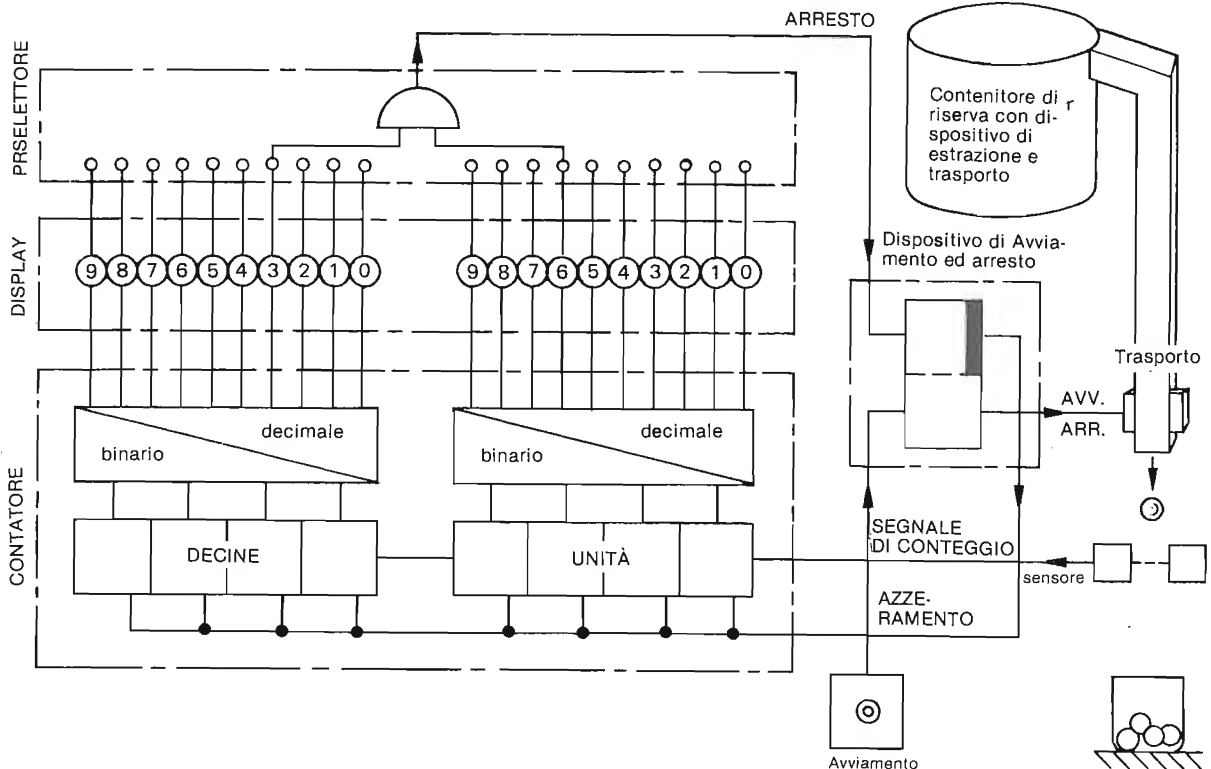 ARRESTO
PRSELETTORE
Contenitore di r
riserva con di-
spositivo di
estrazione e
trasporto
DISPLAY
9 8 7 6 5 4 3 2 1 0
9 8 7 6 5 4 3 2 1 0
Dispositivo di Avvia-
mento ed arresto
Trasporto
AVV.
ARR.
CONTATORE
decimale
binario
decimale
binario
DECINE
UNITÀ
SEGNALE
DI CONTEGGIO
sensore
AZZE-
RAMENTO
Avviamento